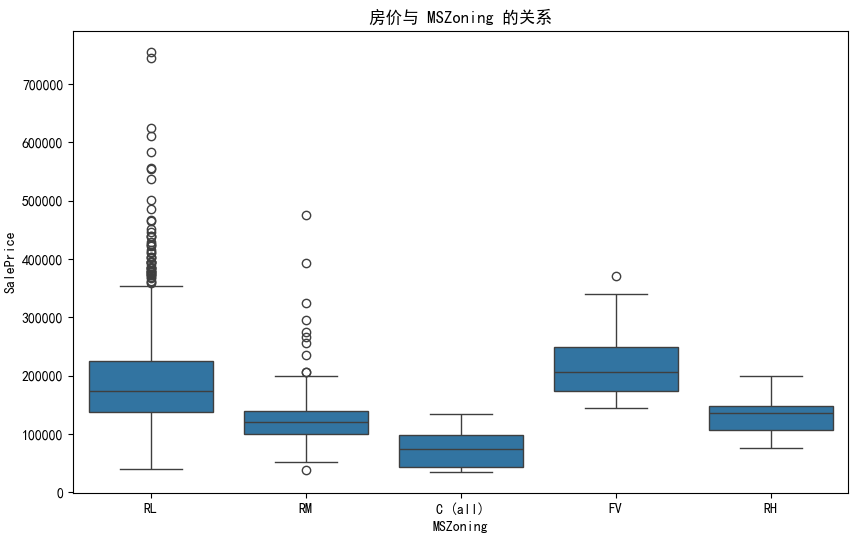 房价与 MSZoning 的关系
SalePrice
700000
600000
500000
400000
300000
200000
100000
0
RL RM C (all) FV RH
MSZoning